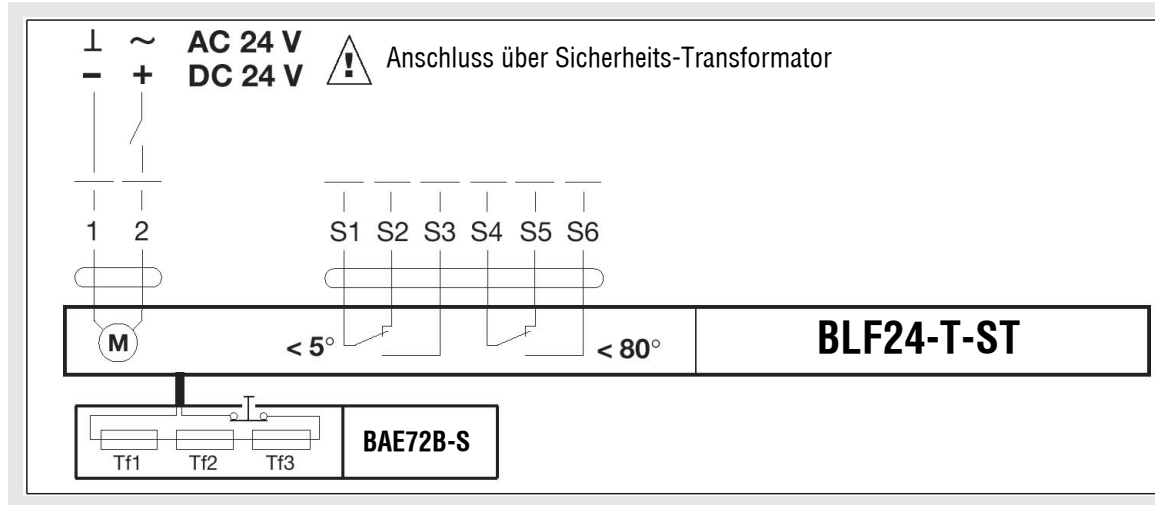 ⊥ ~ AC 24 V
− + DC 24 V
Anschluss über Sicherheits-Transformator
1 2
S1 S2 S3 S4 S5 S6
M
< 5°
< 80°
BLF24-T-ST
Tf1 Tf2 Tf3
BAE72B-S